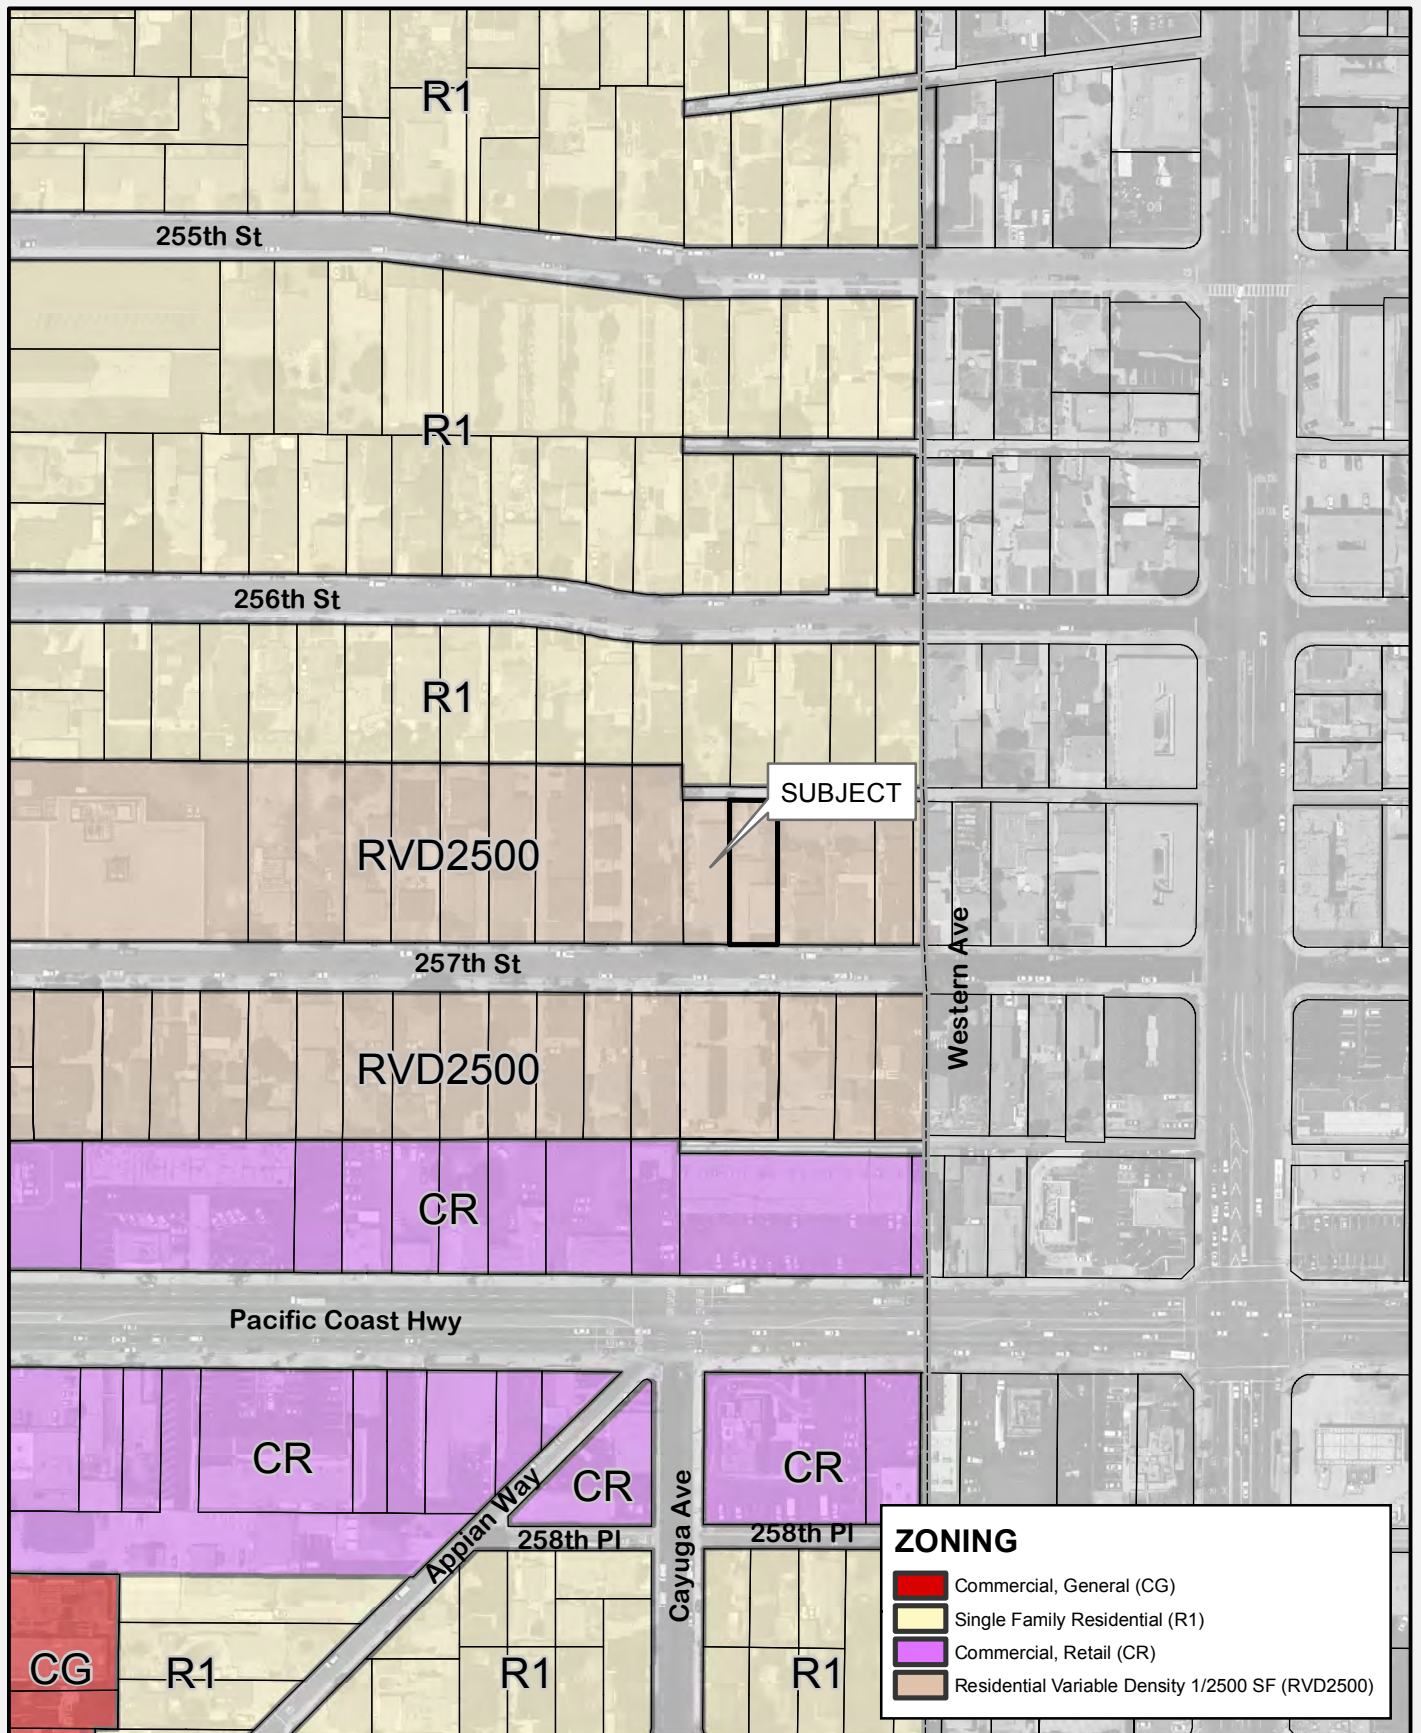 R1
255th St
R1
256th St
R1
SUBJECT
RVD2500
Western Ave
257th St
RVD2500
CR
Pacific Coast Hwy
CR
CR
CR
Appian Way
Cayuga Ave
258th Pl
258th Pl
CG
R1
R1
R1
ZONING
Commercial, General (CG)
Single Family Residential (R1)
Commercial, Retail (CR)
Residential Variable Density 1/2500 SF (RVD2500)